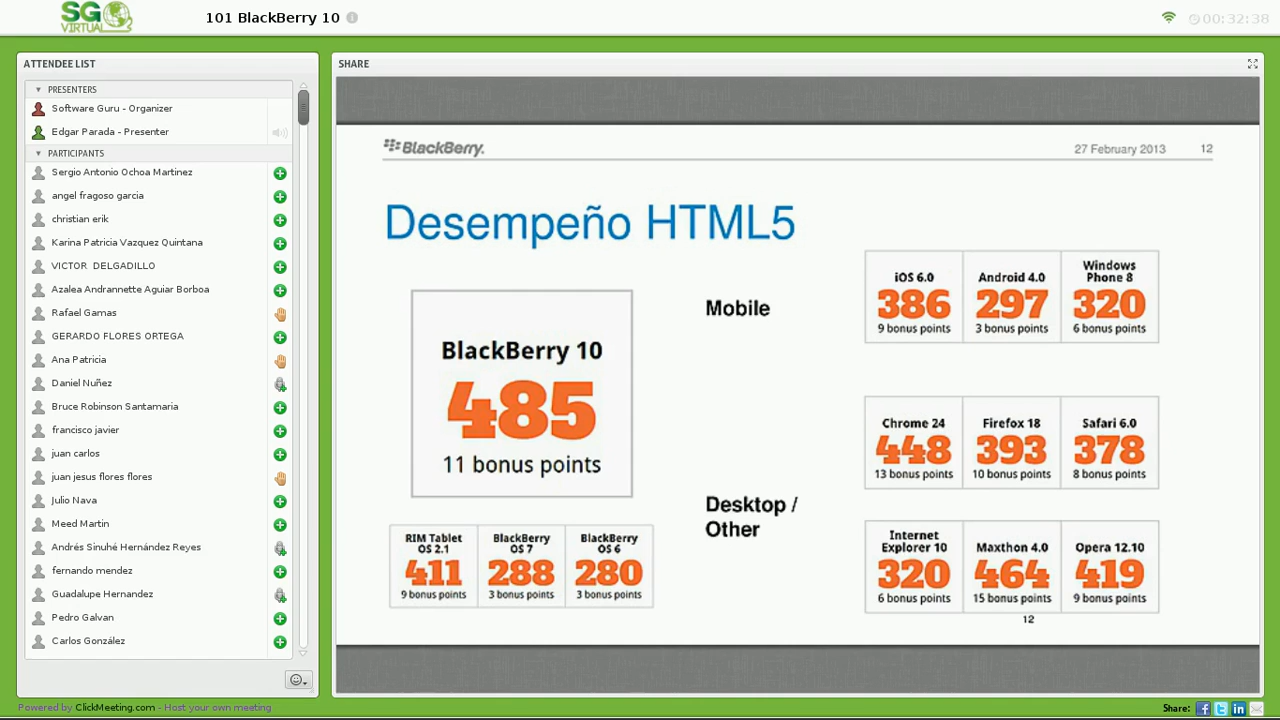 SG
VIRTUAL
101 BlackBerry 10
00:32:38
ATTENDEE LIST
PRESENTERS
Software Guru - Organizer
Edgar Parada - Presenter
PARTICIPANTS
Sergio Antonio Ochoa Martinez
angel fragoso garcia
christian erik
Karina Patricia Vazquez Quintana
VICTOR DELGADILLO
Azalea Andrannette Aguiar Borboa
Rafael Gamas
GERARDO FLORES ORTEGA
Ana Patricia
Daniel Nuñez
Bruce Robinson Santamaria
francisco javier
juan carlos
juan jesus flores flores
Julio Nava
Meed Martin
Andrés Sinuhé Hernández Reyes
fernando mendez
Guadalupe Hernandez
Pedro Galvan
Carlos González
SHARE
BlackBerry.
27 February 2013 12
Desempeño HTML5
BlackBerry 10
485
11 bonus points
RIM Tablet
OS 2.1
411
9 bonus points
BlackBerry
OS 7
288
3 bonus points
BlackBerry
OS 6
280
3 bonus points
Mobile
iOS 6.0
386
9 bonus points
Android 4.0
297
3 bonus points
Windows
Phone 8
320
6 bonus points
Desktop /
Other
Chrome 24
448
13 bonus points
Firefox 18
393
10 bonus points
Safari 6.0
378
8 bonus points
Internet
Explorer 10
320
6 bonus points
Maxthon 4.0
464
15 bonus points
Opera 12.10
419
9 bonus points
12
Powered by ClickMeeting.com - Host your own meeting
Share: